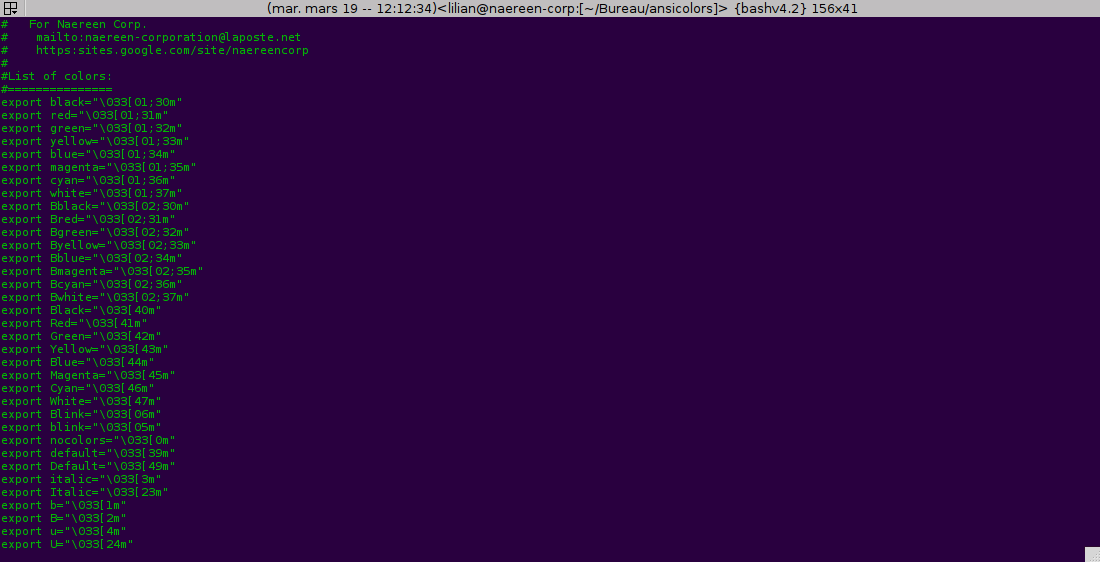 (mar. mars 19 -- 12:12:34)<lilian@naereen-corp:[~/Bureau/ansicolors]> {bashv4.2} 156x41
#   For Naereen Corp.
#    mailto:naereen-corporation@laposte.net
#    https:sites.google.com/site/naereencorp
#
#List of colors:
#===============
export black="\033[01;30m"
export red="\033[01;31m"
export green="\033[01;32m"
export yellow="\033[01;33m"
export blue="\033[01;34m"
export magenta="\033[01;35m"
export cyan="\033[01;36m"
export white="\033[01;37m"
export Bblack="\033[02;30m"
export Bred="\033[02;31m"
export Bgreen="\033[02;32m"
export Byellow="\033[02;33m"
export Bblue="\033[02;34m"
export Bmagenta="\033[02;35m"
export Bcyan="\033[02;36m"
export Bwhite="\033[02;37m"
export Black="\033[40m"
export Red="\033[41m"
export Green="\033[42m"
export Yellow="\033[43m"
export Blue="\033[44m"
export Magenta="\033[45m"
export Cyan="\033[46m"
export White="\033[47m"
export Blink="\033[06m"
export blink="\033[05m"
export nocolors="\033[0m"
export default="\033[39m"
export Default="\033[49m"
export italic="\033[3m"
export Italic="\033[23m"
export b="\033[1m"
export B="\033[2m"
export u="\033[4m"
export U="\033[24m"